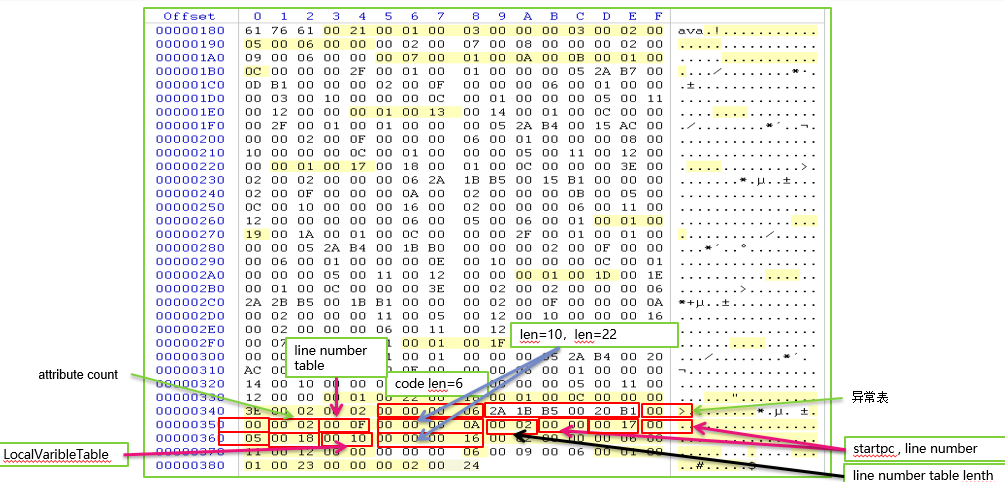 Offset 0 1 2 3 4 5 6 7 8 9 A B C D E F
00000180 61 76 61 00 21 00 01 00 03 00 00 00 03 00 02 00 ava.!...........
00000190 05 00 06 00 00 00 02 00 07 00 08 00 00 00 02 00 ................
000001A0 09 00 06 00 00 00 07 00 01 00 0A 00 0B 00 01 00 ................
000001B0 0C 00 00 00 2F 00 01 00 01 00 00 00 05 2A B7 00 ..../........*·.
000001C0 0D B1 00 00 00 02 00 0F 00 00 00 06 00 01 00 00 .±..............
000001D0 00 03 00 10 00 00 00 0C 00 01 00 00 00 05 00 11 ................
000001E0 00 12 00 00 00 01 00 13 00 14 00 01 00 0C 00 00 ................
000001F0 00 2F 00 01 00 01 00 00 00 05 2A B4 00 15 AC 00 ./........*´..¬.
00000200 00 00 02 00 0F 00 00 00 06 00 01 00 00 00 08 00 ................
00000210 10 00 00 00 0C 00 01 00 00 00 05 00 11 00 12 00 ................
00000220 00 00 01 00 17 00 18 00 01 00 0C 00 00 00 3E 00 ..............>.
00000230 02 00 02 00 00 00 06 2A 1B B5 00 15 B1 00 00 00 .......*.µ..±...
00000240 02 00 0F 00 00 00 0A 00 02 00 00 00 0B 00 05 00 ................
00000250 0C 00 10 00 00 00 16 00 02 00 00 00 06 00 11 00 ................
00000260 12 00 00 00 00 00 06 00 05 00 06 00 01 00 01 00 ................
00000270 19 00 1A 00 01 00 0C 00 00 00 2F 00 01 00 01 00 ........../.....
00000280 00 00 05 2A B4 00 1B B0 00 00 00 02 00 0F 00 00 ...*´..°........
00000290 00 06 00 01 00 00 00 0E 00 10 00 00 00 0C 00 01 ................
000002A0 00 00 00 05 00 11 00 12 00 00 00 01 00 1D 00 1E ................
000002B0 00 01 00 0C 00 00 00 3E 00 02 00 02 00 00 00 06 .......>........
000002C0 2A 2B B5 00 1B B1 00 00 00 02 00 0F 00 00 00 0A *+µ..±..........
000002D0 00 02 00 00 00 11 00 05 00 12 00 10 00 00 00 16 ................
000002E0 00 02 00 00 00 06 00 11 00 12
len=10，len=22
000002F0 00 01 00 1F
line number table
00000300 00 01 00 00 00 05 2A B4 00 20
attribute count
code len=6
00000310 AC 00 00 01 00 00 00
00000320 14 00 10 00 00 05 00 11
00000330 12 00 00 00 01 00 0C 00 00 00
异常表
00000340 3E 00 02 00 02 00 00 00 06 2A 1B B5 00 20 B1 00
00000350 00 00 02 00 0F 00 00 00 0A 00 02 00 00 00 17 00
00000360 05 00 18 00 10 00 00 00 16 00
LocalVaribleTable
startpc , line number
00000370 00 12 00 06 00 09 00 06 00 01 00
00000380 01 00 23 00 00 00 02 00 24 ..#.....$
line number table lenth